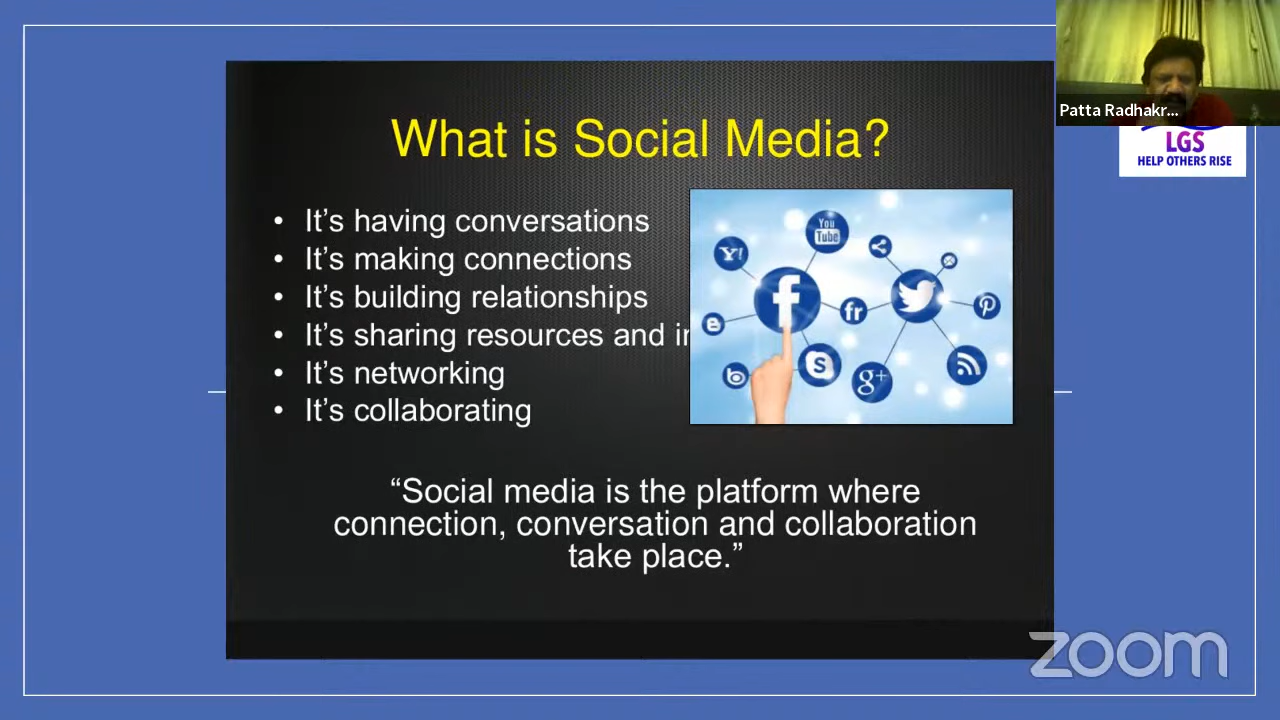 What is Social Media?
• It’s having conversations
• It’s making connections
• It’s building relationships
• It’s sharing resources and
• It’s networking
• It’s collaborating
You
Tube
Y!
f
fr
S
g+
“Social media is the platform where
connection, conversation and collaboration
take place.”
Patta Radhakr...
LGS
HELP OTHERS RISE
zoom